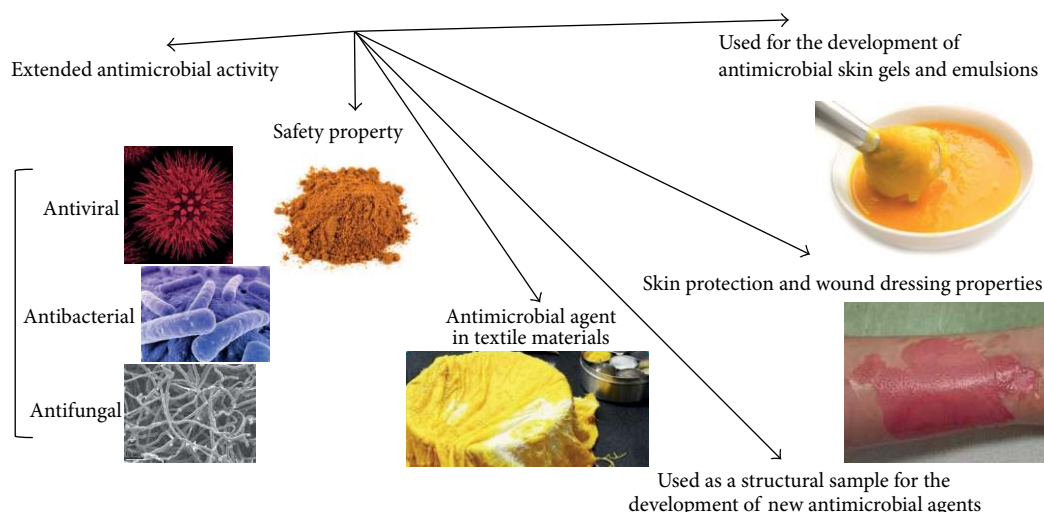 Extended antimicrobial activity
Used for the development of
antimicrobial skin gels and emulsions
Safety property
Antiviral
Antibacterial
Antifungal
Skin protection and wound dressing properties
Antimicrobial agent
in textile materials
Used as a structural sample for the
development of new antimicrobial agents